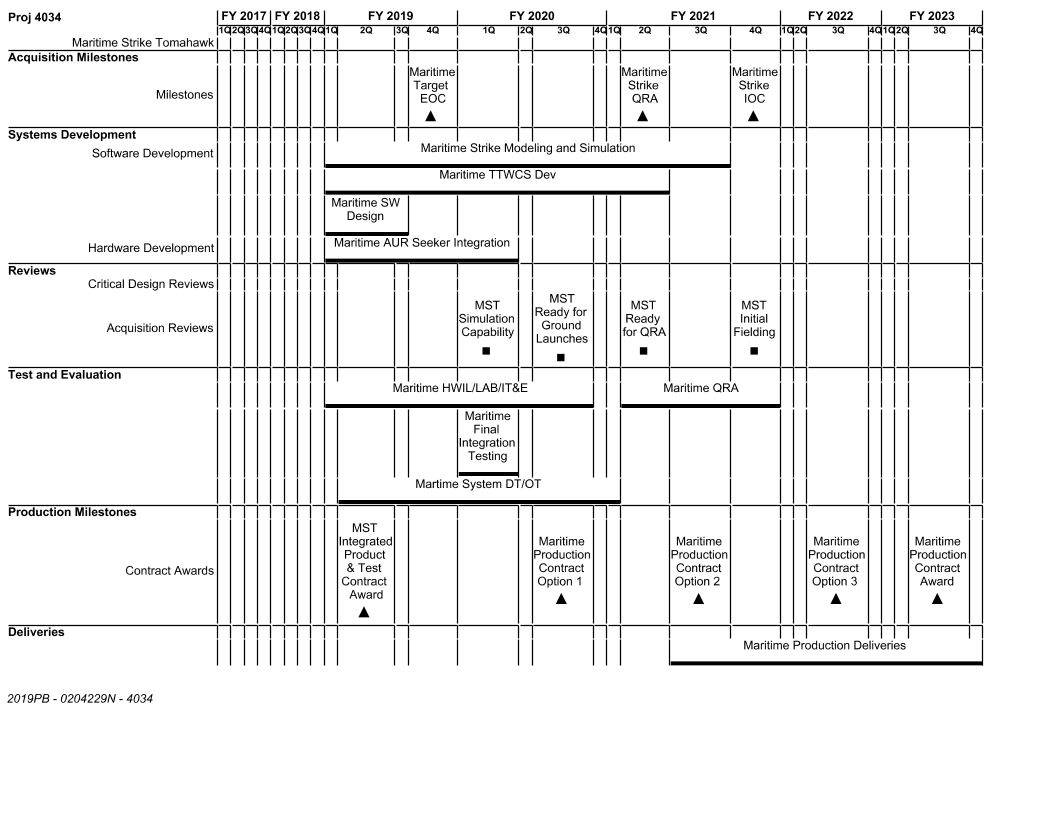 Proj 4034 FY 2017 FY 2018 FY 2019 FY 2020 FY 2021 FY 2022 FY 2023
Maritime Strike Tomahawk 1Q 2Q 3Q 4Q 1Q 2Q 3Q 4Q 1Q 2Q 3Q 4Q 1Q 2Q 3Q 4Q 1Q 2Q 3Q 4Q 1Q 2Q 3Q 4Q 1Q 2Q 3Q 4Q
Acquisition Milestones
Milestones
Maritime
Target
EOC
Maritime
Strike
QRA
Maritime
Strike
IOC
Systems Development
Software Development
Maritime Strike Modeling and Simulation
Maritime TTWCS Dev
Maritime SW
Design
Hardware Development
Maritime AUR Seeker Integration
Reviews
Critical Design Reviews
Acquisition Reviews
MST
Simulation
Capability
MST
Ready for
Ground
Launches
MST
Ready
for QRA
MST
Initial
Fielding
Test and Evaluation
Maritime HWIL/LAB/IT&E
Maritime QRA
Maritime
Final
Integration
Testing
Martime System DT/OT
Production Milestones
Contract Awards
MST
Integrated
Product
& Test
Contract
Award
Maritime
Production
Contract
Option 1
Maritime
Production
Contract
Option 2
Maritime
Production
Contract
Option 3
Maritime
Production
Contract
Award
Deliveries
Maritime Production Deliveries
2019PB - 0204229N - 4034